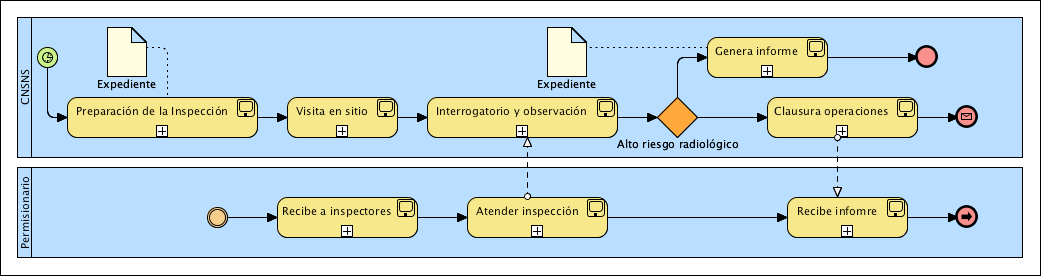 CNSNS
Expediente
Expediente
Genera informe
Preparación de la Inspección
Visita en sitio
Interrogatorio y observación
Alto riesgo radiológico
Clausura operaciones
Permisionario
Recibe a inspectores
Atender inspección
Recibe infomre